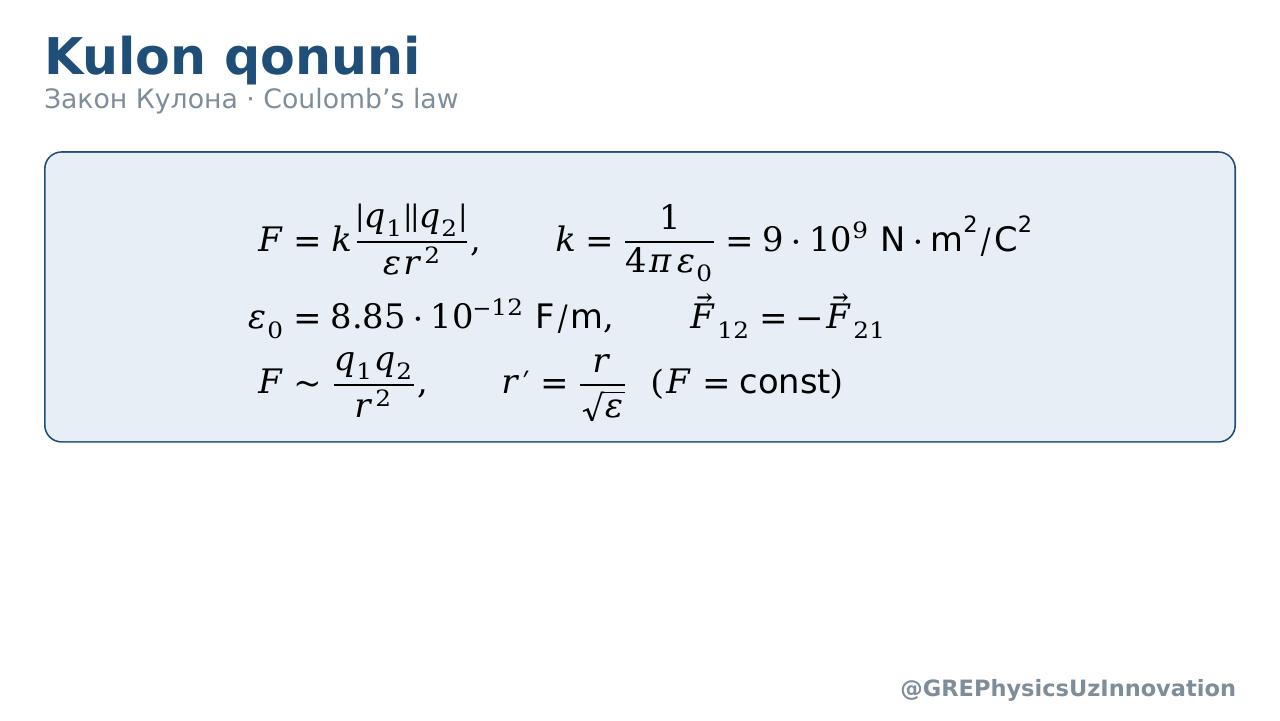 Kulon qonuni
Закон Кулона · Coulomb’s law
F = k |q₁||q₂| / εr², k = 1 / 4πε₀ = 9 · 10⁹ N · m²/C²
ε₀ = 8.85 · 10⁻¹² F/m, F⃗₁₂ = −F⃗₂₁
F ~ q₁q₂ / r², r′ = r / √ε (F = const)
@GREPhysicsUzInnovation